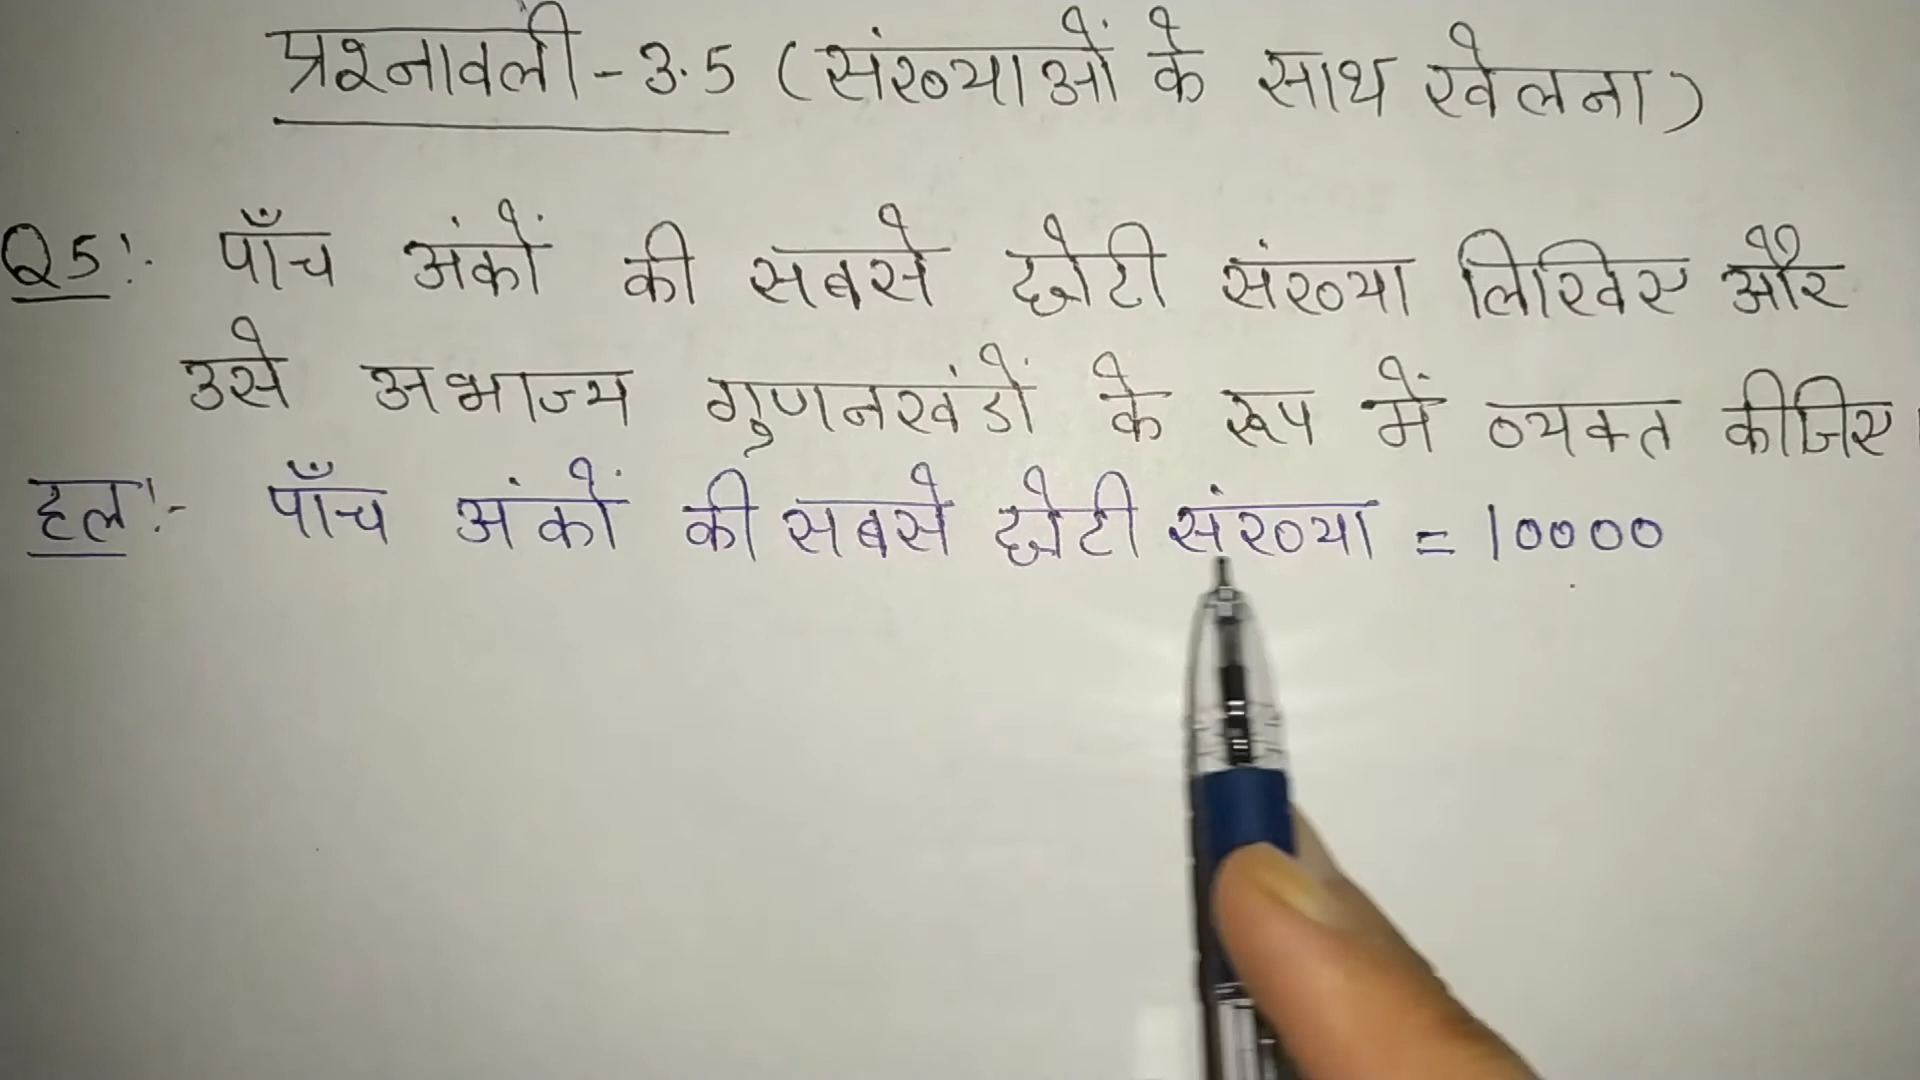 प्रश्नावली - 3.5 (संख्याओं के साथ खेलना)
Q5:- पाँच अंकों की सबसे छोटी संख्या लिखिए और
उसे अभाज्य गुणनखंडों के रूप में व्यक्त कीजिए।
हल:- पाँच अंकों की सबसे छोटी संख्या = 10000